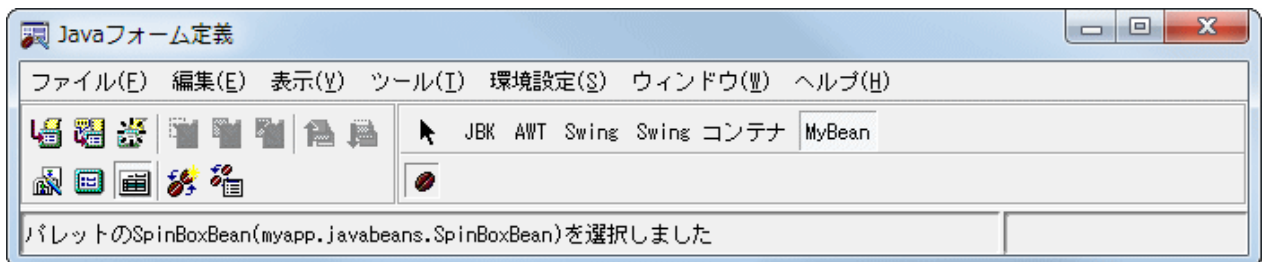 Javaフォーム定義
ファイル(F) 編集(E) 表示(V) ツール(T) 環境設定(S) ウィンドウ(W) ヘルプ(H)
JBK AWT Swing Swing コンテナ MyBean
パレットのSpinBoxBean(myapp.javabeans.SpinBoxBean)を選択しました